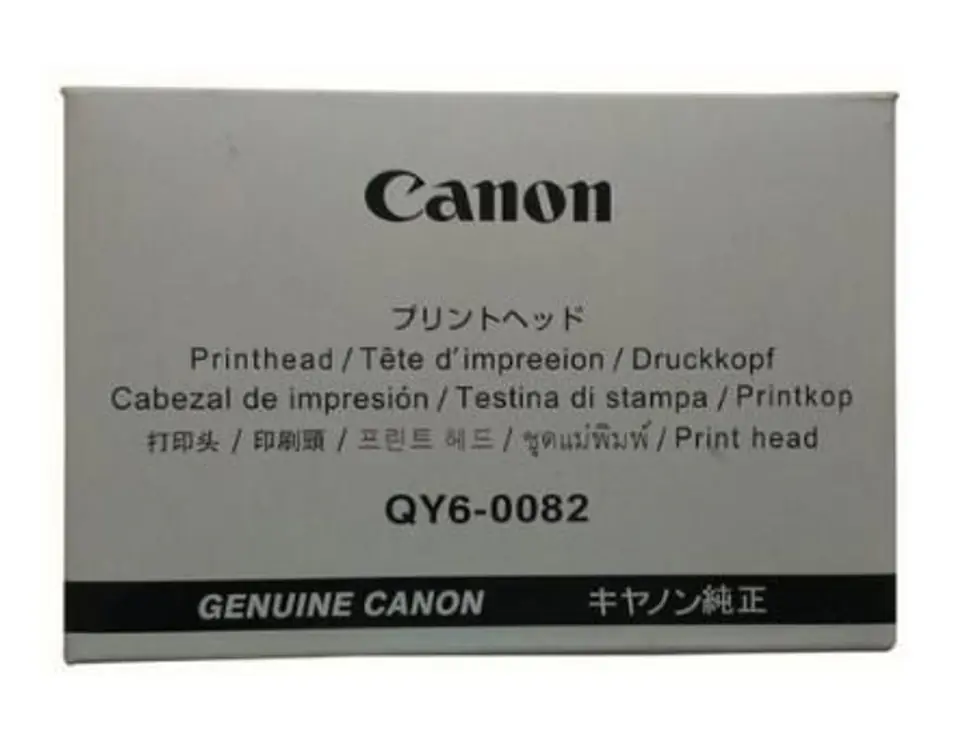 Canon
プリントヘッド
Printhead / Tête d'impreeion / Druckkopf
Cabezal de impresión / Testina di stampa / Printkop
打印头 / 印刷頭 / 프린트 헤드 / ชุดแม่พิมพ์ / Print head
QY6-0082
GENUINE CANON キヤノン純正